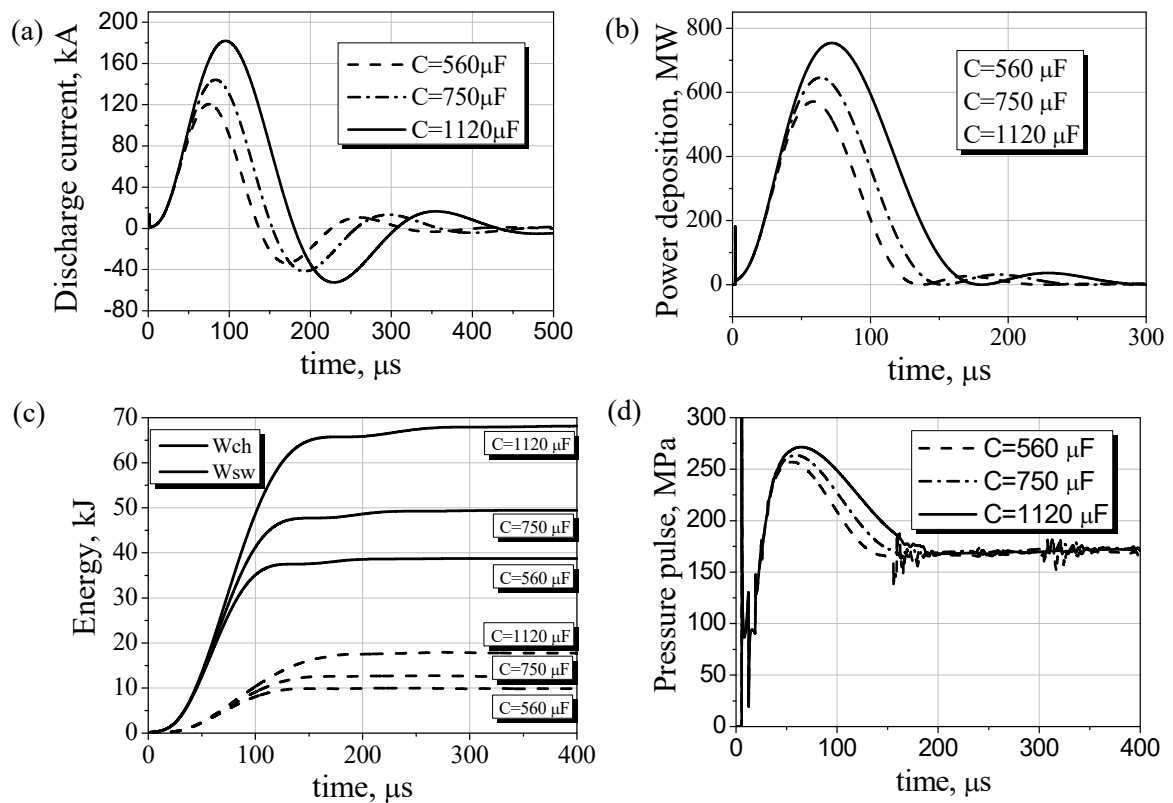 (a)
Discharge current, kA
200
160
120
80
40
0
-40
-80
0 100 200 300 400 500
time, μs
C=560μF
C=750μF
C=1120μF
(b)
Power deposition, MW
800
600
400
200
0
0 100 200 300
time, μs
C=560 μF
C=750 μF
C=1120 μF
(c)
Energy, kJ
70
60
50
40
30
20
10
0
0 100 200 300 400
time, μs
Wch
Wsw
C=1120 μF
C=750 μF
C=560 μF
C=1120 μF
C=750 μF
C=560 μF
(d)
Pressure pulse, MPa
300
250
200
150
100
50
0
0 100 200 300 400
time, μs
C=560 μF
C=750 μF
C=1120 μF